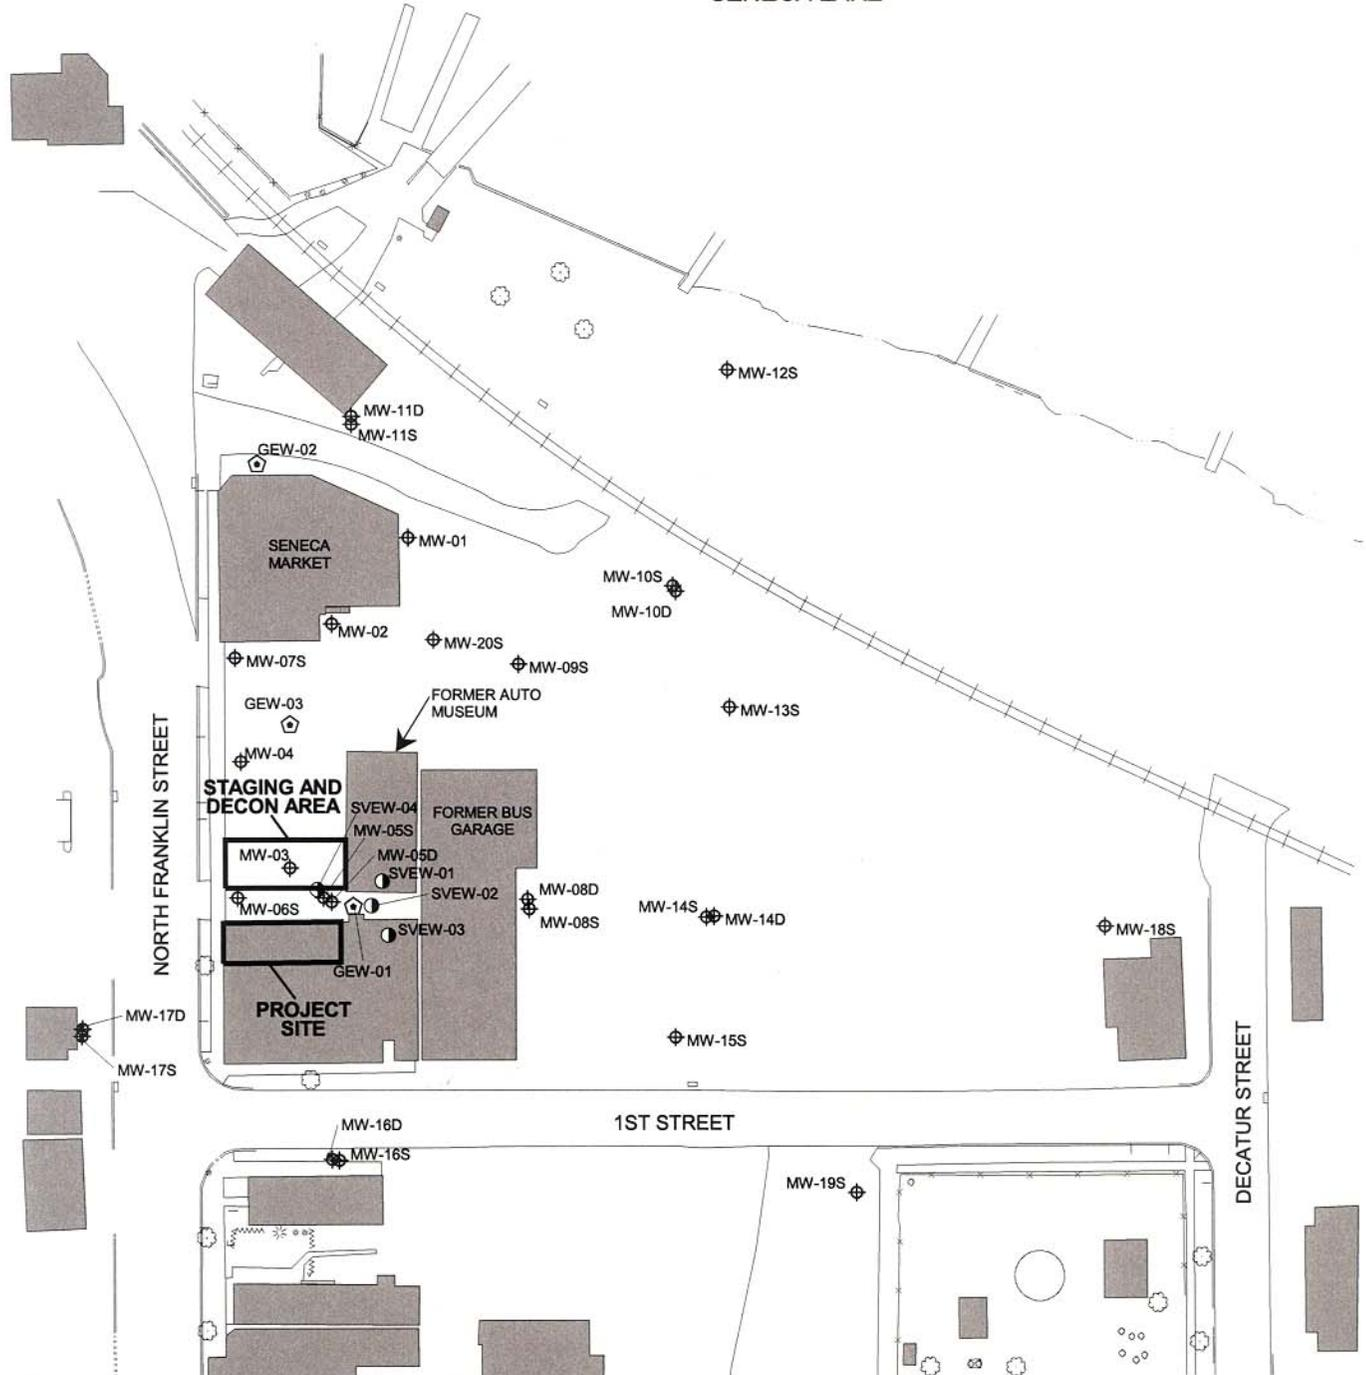 MW-12S
MW-11D
MW-11S
GEW-02
SENECA
MARKET
MW-01
MW-10S
MW-10D
MW-02
MW-20S
MW-07S
MW-09S
FORMER AUTO
MUSEUM
GEW-03
MW-13S
MW-04
NORTH FRANKLIN STREET
STAGING AND
DECON AREA
SVEW-04
FORMER BUS
GARAGE
MW-05S
MW-03
MW-05D
SVEW-01
SVEW-02
MW-08D
MW-06S
MW-08S
MW-14S
MW-14D
MW-18S
SVEW-03
GEW-01
PROJECT
SITE
MW-17D
MW-15S
MW-17S
DECATUR STREET
1ST STREET
MW-16D
MW-16S
MW-19S